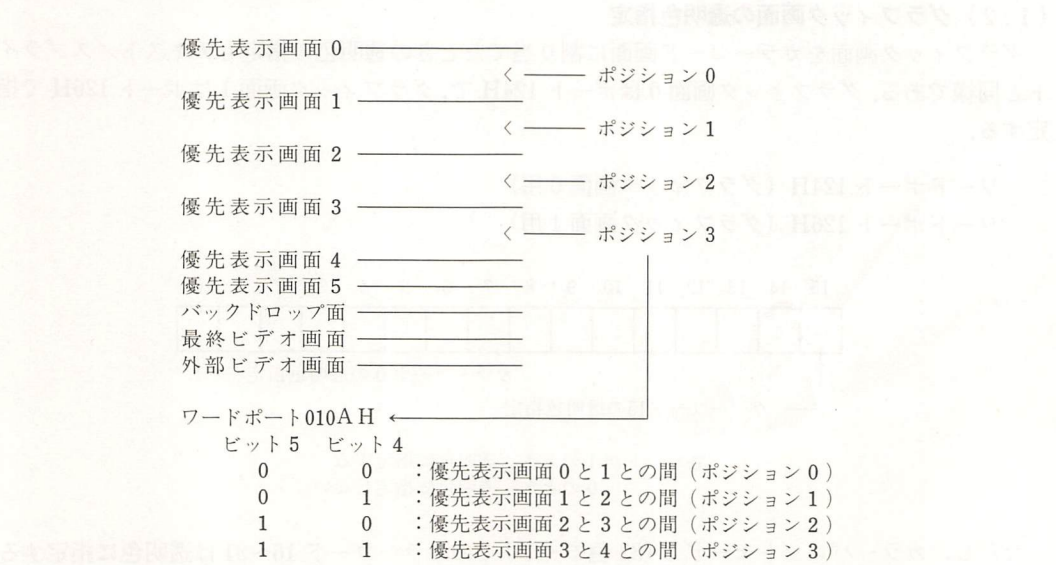 優先表示画面0
ポジション0
優先表示画面1
ポジション1
優先表示画面2
ポジション2
優先表示画面3
ポジション3
優先表示画面4
優先表示画面5
バックドロップ面
最終ビデオ画面
外部ビデオ画面
ワードポート010AH ←
ビット5 ビット4
0 0 :優先表示画面0と1との間(ポジション0)
0 1 :優先表示画面1と2との間(ポジション1)
1 0 :優先表示画面2と3との間(ポジション2)
1 1 :優先表示画面3と4との間(ポジション3)